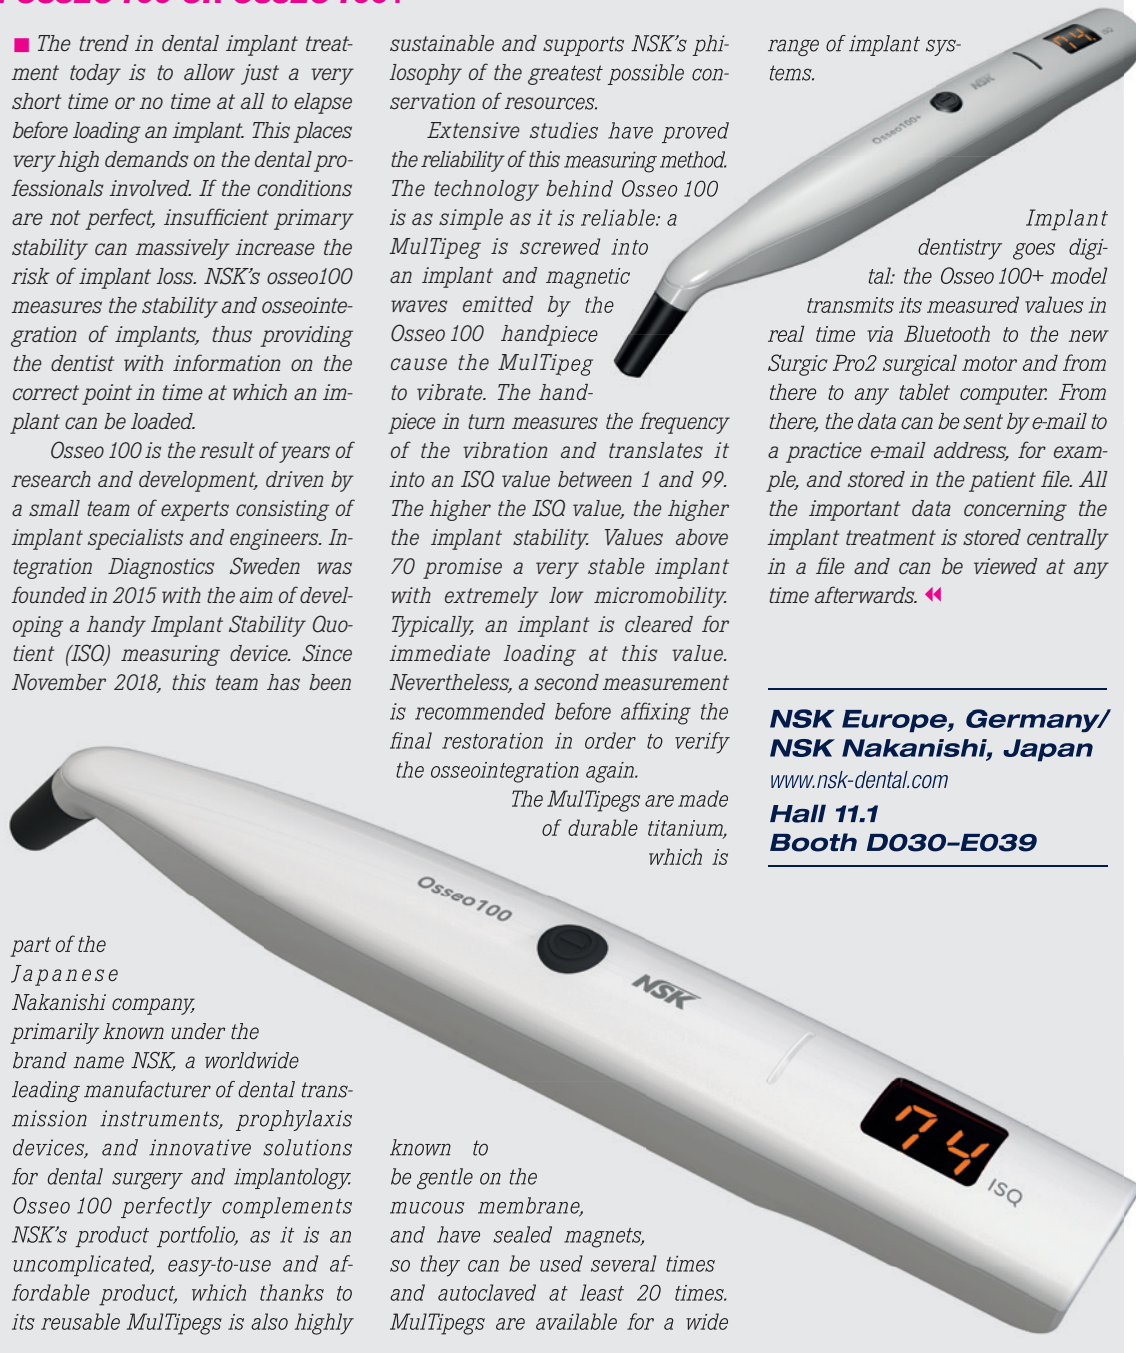 OSSEO 100 OR OSSEO 100+
■ The trend in dental implant treat-
ment today is to allow just a very
short time or no time at all to elapse
before loading an implant. This places
very high demands on the dental pro-
fessionals involved. If the conditions
are not perfect, insufficient primary
stability can massively increase the
risk of implant loss. NSK’s osseo100
measures the stability and osseointe-
gration of implants, thus providing
the dentist with information on the
correct point in time at which an im-
plant can be loaded.
Osseo 100 is the result of years of
research and development, driven by
a small team of experts consisting of
implant specialists and engineers. In-
tegration Diagnostics Sweden was
founded in 2015 with the aim of devel-
oping a handy Implant Stability Quo-
tient (ISQ) measuring device. Since
November 2018, this team has been
part of the
Japanese
Nakanishi company,
primarily known under the
brand name NSK, a worldwide
leading manufacturer of dental trans-
mission instruments, prophylaxis
devices, and innovative solutions
for dental surgery and implantology.
Osseo 100 perfectly complements
NSK’s product portfolio, as it is an
uncomplicated, easy-to-use and af-
fordable product, which thanks to
its reusable MulTipegs is also highly
sustainable and supports NSK’s phi-
losophy of the greatest possible con-
servation of resources.
Extensive studies have proved
the reliability of this measuring method.
The technology behind Osseo 100
is as simple as it is reliable: a
MulTipeg is screwed into
an implant and magnetic
waves emitted by the
Osseo 100 handpiece
cause the MulTipeg
to vibrate. The hand-
piece in turn measures the frequency
of the vibration and translates it
into an ISQ value between 1 and 99.
The higher the ISQ value, the higher
the implant stability. Values above
70 promise a very stable implant
with extremely low micromobility.
Typically, an implant is cleared for
immediate loading at this value.
Nevertheless, a second measurement
is recommended before affixing the
final restoration in order to verify
the osseointegration again.
The MulTipegs are made
of durable titanium,
which is
known to
be gentle on the
mucous membrane,
and have sealed magnets,
so they can be used several times
and autoclaved at least 20 times.
MulTipegs are available for a wide
range of implant sys-
tems.
Implant
dentistry goes digi-
tal: the Osseo 100+ model
transmits its measured values in
real time via Bluetooth to the new
Surgic Pro2 surgical motor and from
there to any tablet computer. From
there, the data can be sent by e-mail to
a practice e-mail address, for exam-
ple, and stored in the patient file. All
the important data concerning the
implant treatment is stored centrally
in a file and can be viewed at any
time afterwards.
NSK Europe, Germany/
NSK Nakanishi, Japan
www.nsk-dental.com
Hall 11.1
Booth D030–E039
Osseo100+
NSK
74
ISQ
Osseo100
NSK
74
ISQ